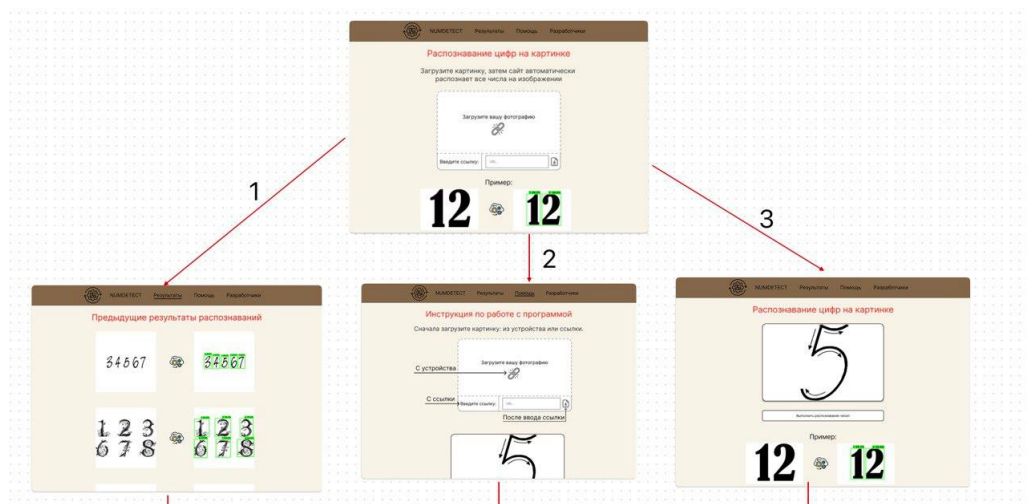 NUMDETECT Результаты Помощь Разработчики
Распознавание цифр на картинке
Загрузите картинку, затем сайт автоматически
распознает все числа на изображении
Загрузите вашу фотографию
Введите ссылку:
Пример:
12 12
1
2
3
NUMDETECT Результаты Помощь Разработчики
Предыдущие результаты распознаваний
34567 34567
1 2 3 1 2 3
6 7 8 6 7 8
NUMDETECT Результаты Помощь Разработчики
Инструкция по работе с программой
Сначала загрузите картинку: из устройства или ссылки.
Загрузите вашу фотографию
С устройства
С ссылки
Введите ссылку:
После ввода ссылки
5
NUMDETECT Результаты Помощь Разработчики
Распознавание цифр на картинке
5
Выполнить распознавание чисел
Пример:
12 12